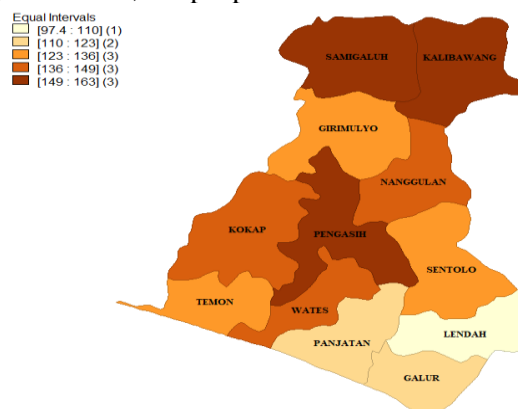 Equal Intervals
[97.4 : 110] (1)
[110 : 123] (2)
[123 : 136] (3)
[136 : 149] (3)
[149 : 163] (3)
SAMIGALUH
KALIBAWANG
GIRIMULYO
NANGGULAN
KOKAP
PENGASIH
SENTOLO
TEMON
WATES
LENDAH
PANJATAN
GALUR